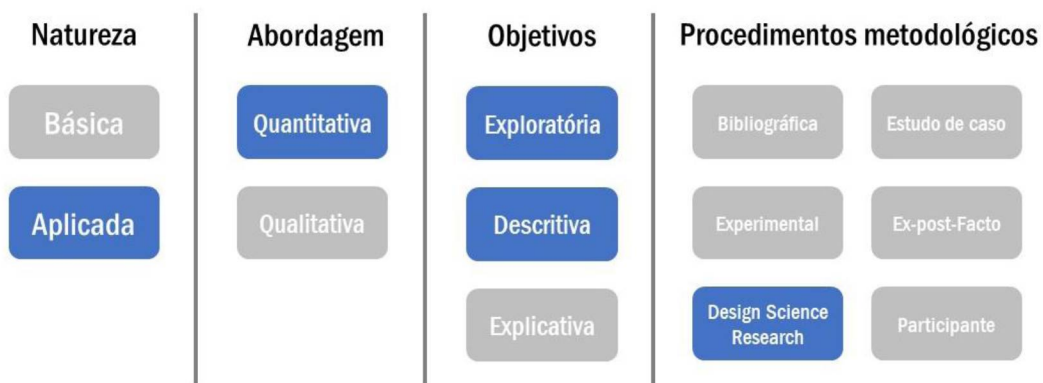 Natureza
Básica
Aplicada
Abordagem
Quantitativa
Qualitativa
Objetivos
Exploratória
Descritiva
Explicativa
Procedimentos metodológicos
Bibliográfica
Estudo de caso
Experimental
Ex-post-Facto
Design Science
Research
Participante